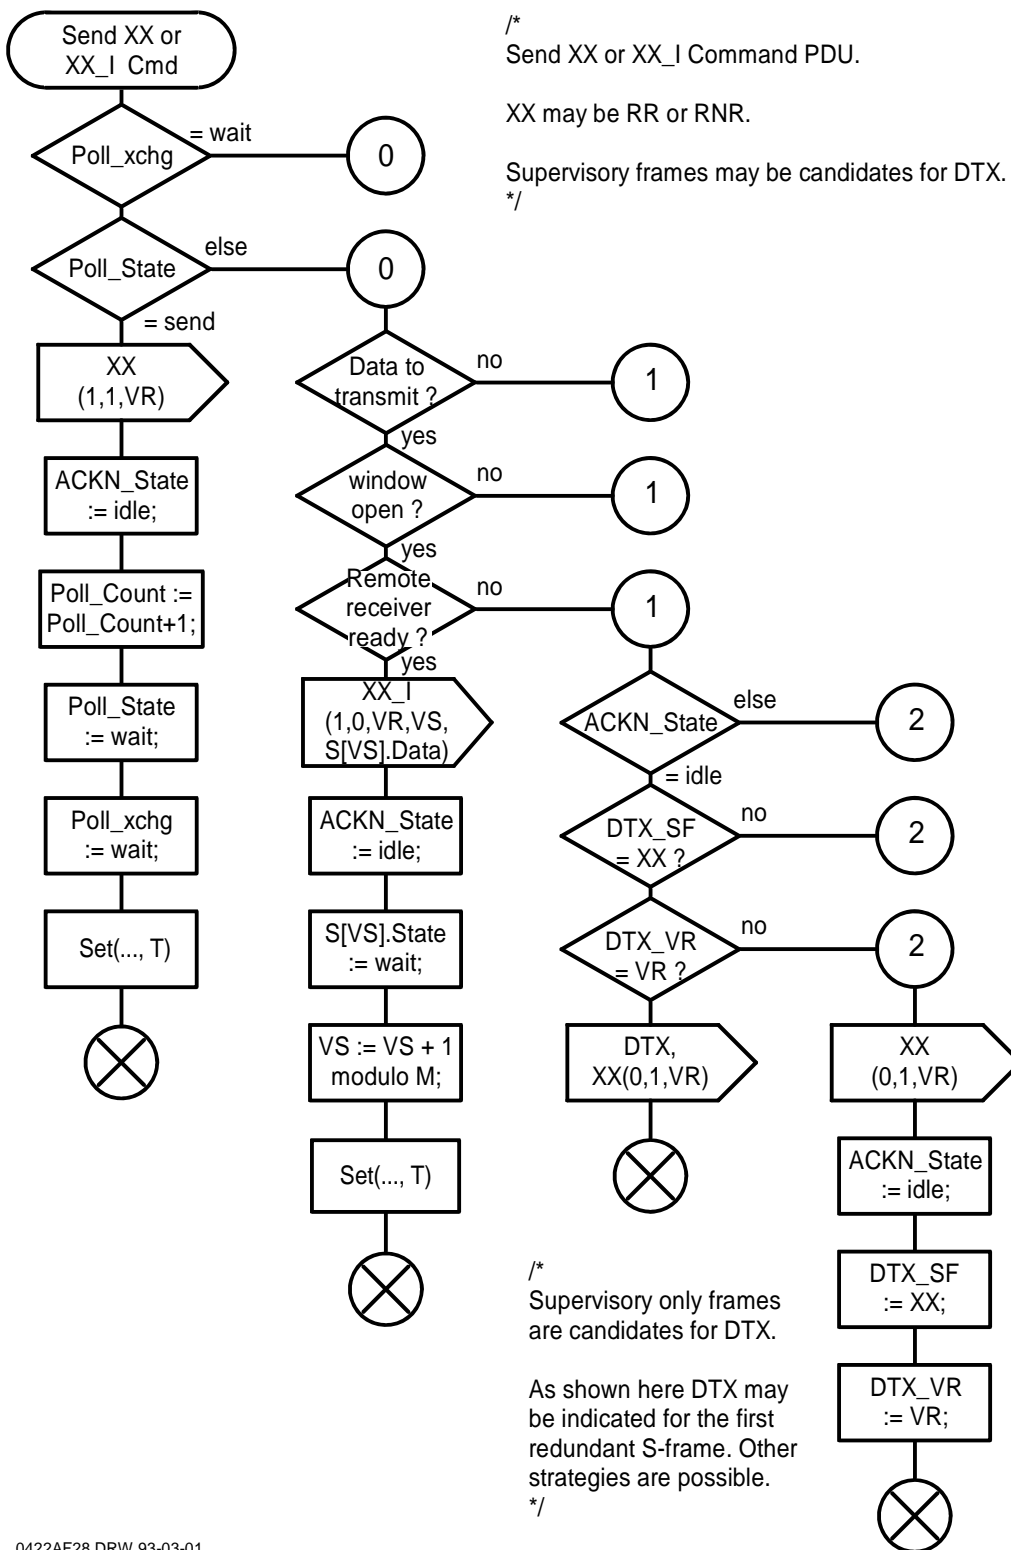 Send XX or
XX_I  Cmd
/*
Send XX or XX_I Command PDU.
XX may be RR or RNR.
Supervisory frames may be candidates for DTX.
*/
Poll_xchg
= wait
0
Poll_State
else
0
= send
XX
(1,1,VR)
ACKN_State
:= idle;
Poll_Count :=
Poll_Count+1;
Poll_State
:= wait;
Poll_xchg
:= wait;
Set(..., T)
Data to
transmit ?
no
1
yes
window
open ?
no
1
yes
Remote
receiver
ready ?
no
1
yes
XX_I
(1,0,VR,VS,
S[VS].Data)
ACKN_State
:= idle;
S[VS].State
:= wait;
VS := VS + 1
modulo M;
Set(..., T)
ACKN_State
else
2
= idle
DTX_SF
= XX ?
no
2
DTX_VR
= VR ?
no
2
DTX,
XX(0,1,VR)
XX
(0,1,VR)
ACKN_State
:= idle;
DTX_SF
:= XX;
DTX_VR
:= VR;
/*
Supervisory only frames
are candidates for DTX.
As shown here DTX may
be indicated for the first
redundant S-frame. Other
strategies are possible.
*/
0422AF28.DRW 93-03-01